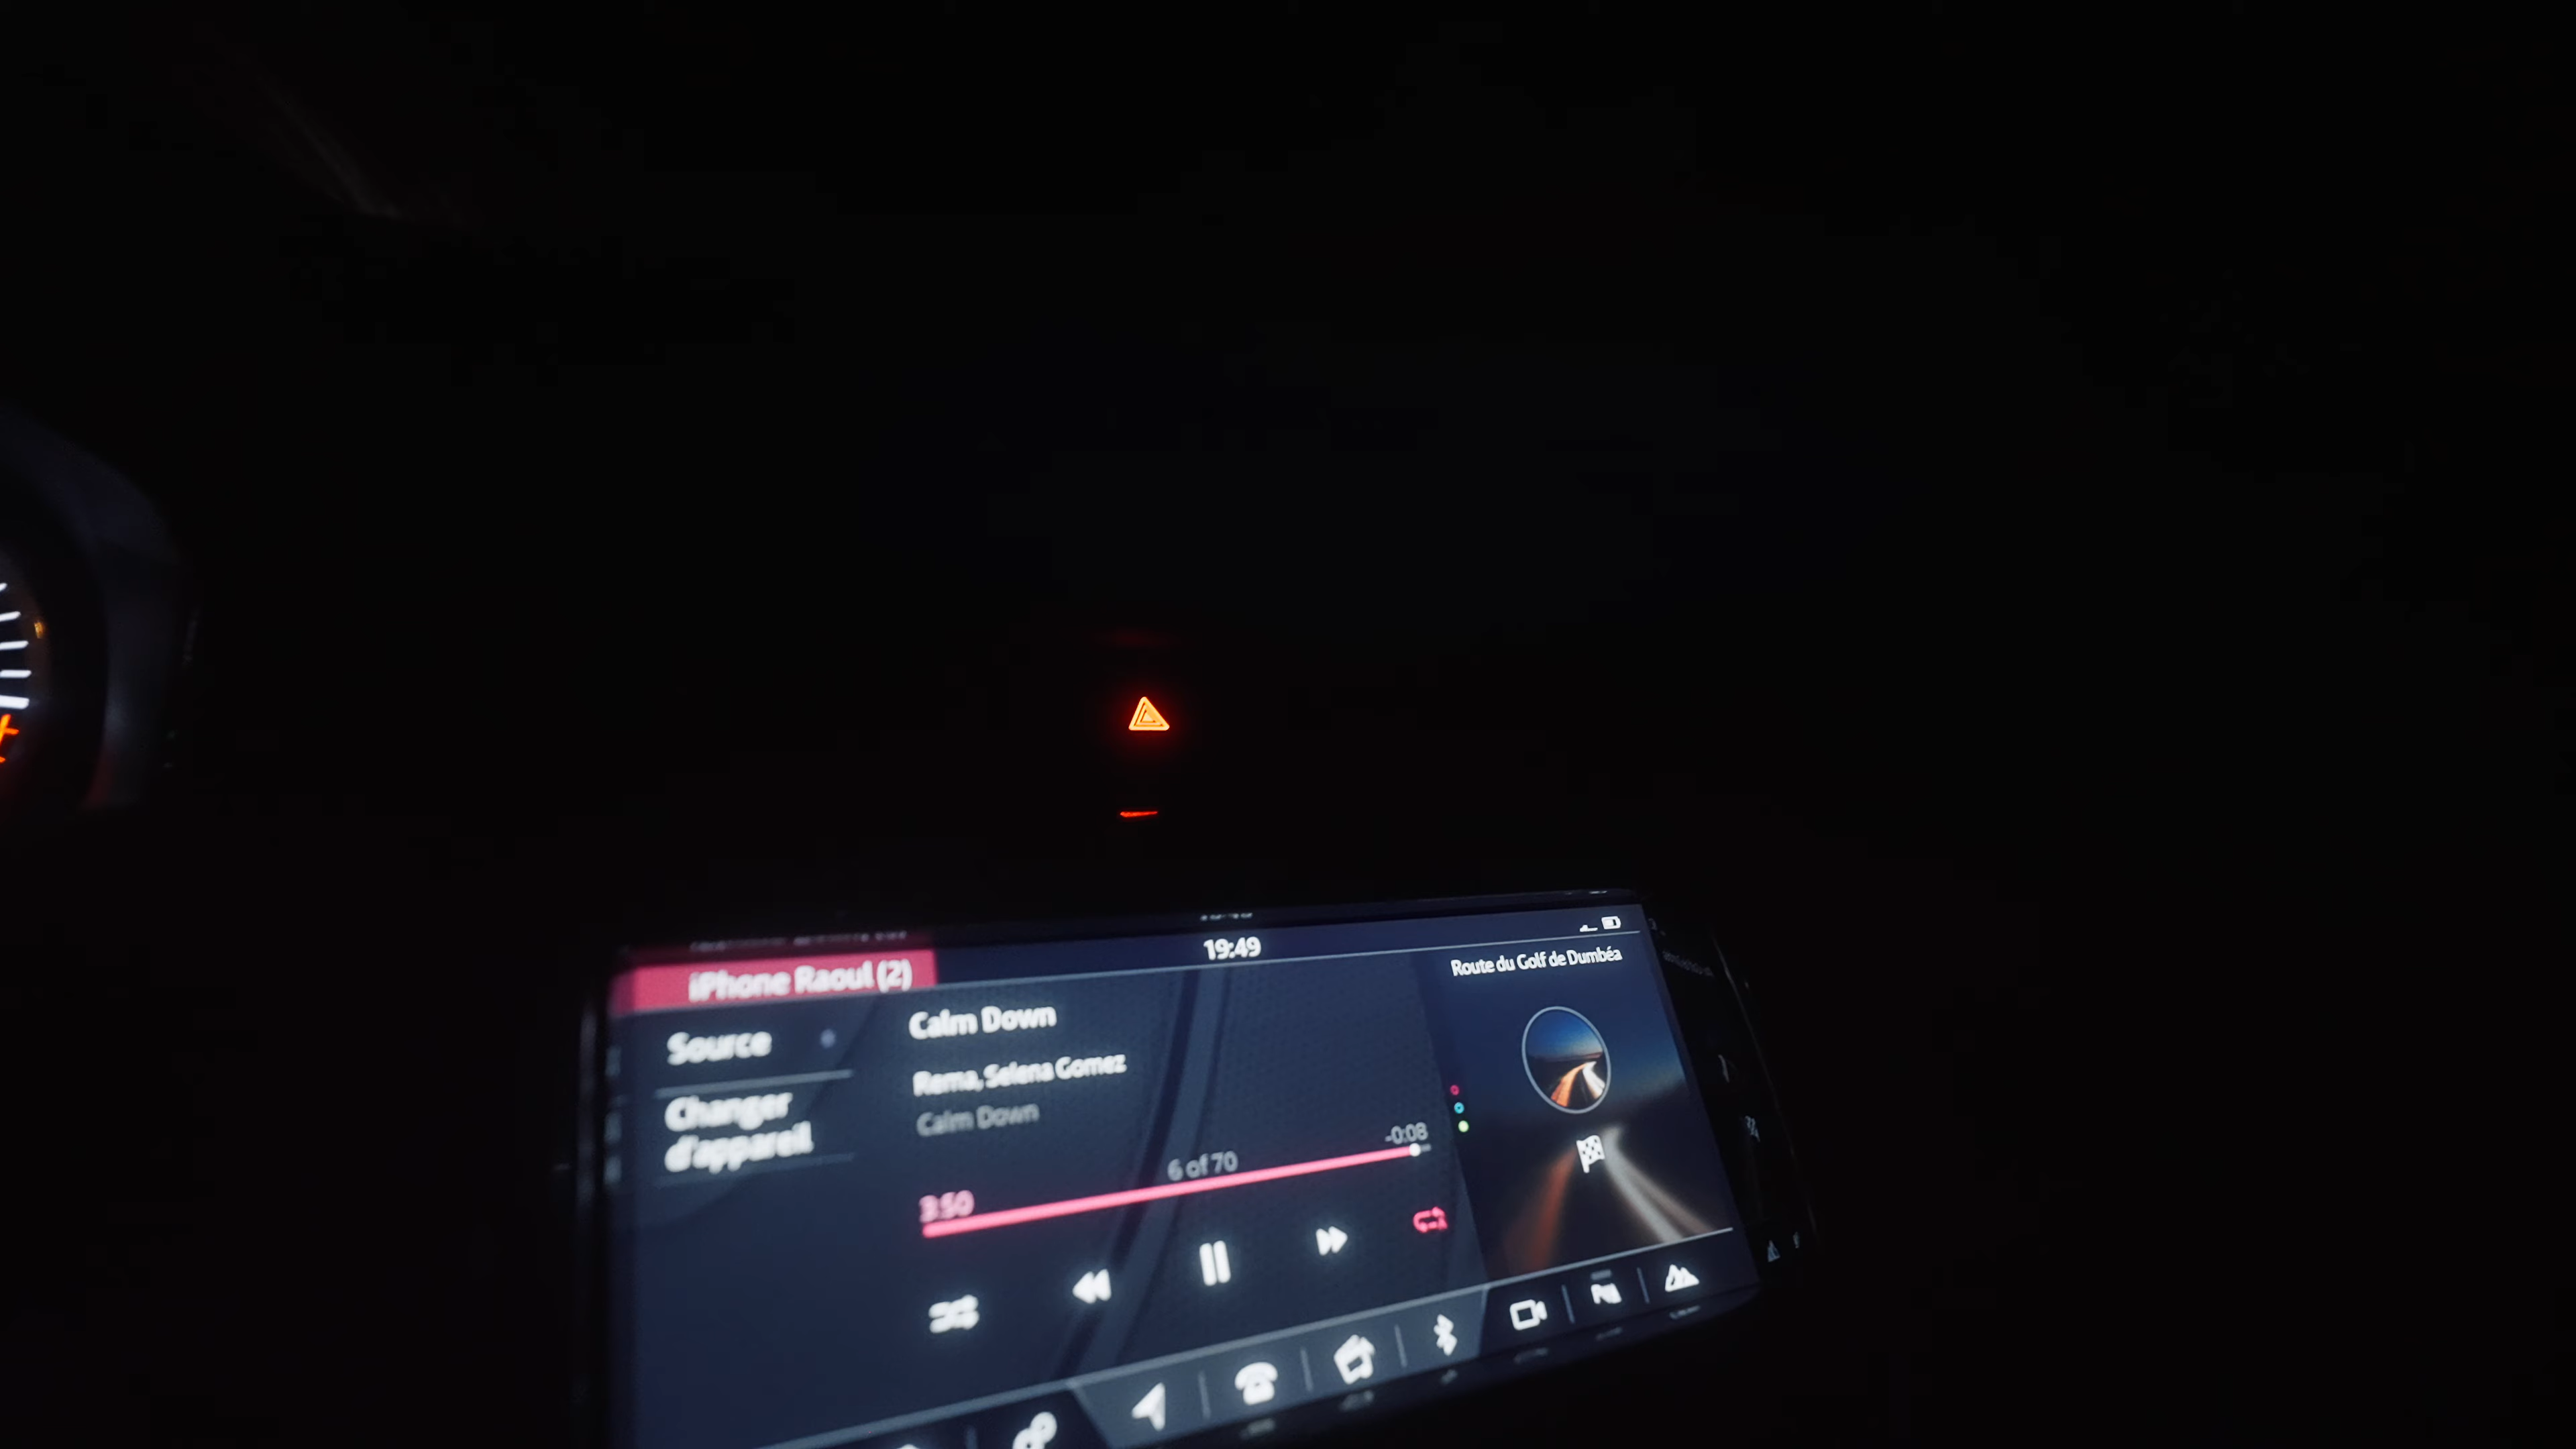 19:49
iPhone Raoul (2)
Source
Changer
d'appareil
Calm Down
Rema, Selena Gomez
Calm Down
6 of 70
3:50
-0:08
Route du Golf de Dumbéa